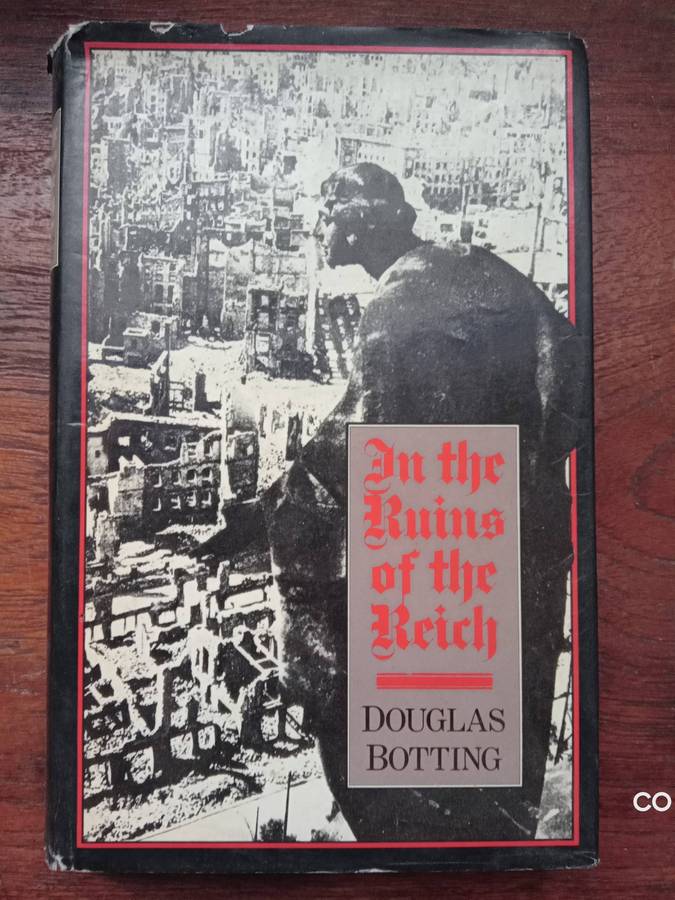 In the
Ruins
of the
Reich
DOUGLAS
BOTTING
CO